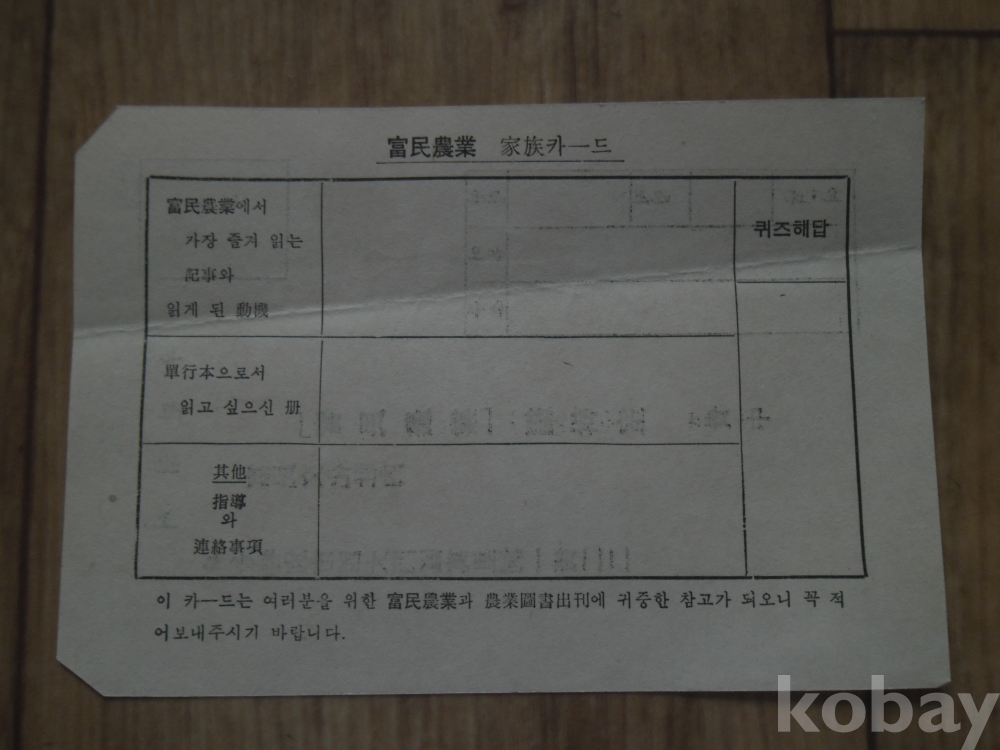 富民農業 家族카ー드
富民農業에서
가장 즐겨 읽는
記事와
읽게 된 動機
퀴즈해답
單行本으로서
읽고 싶으신 册
其他
指導
와
連絡事項
이 카ー드는 여러분을 위한 富民農業과 農業圖書出刊에 귀중한 참고가 되오니 꼭 적
어보내주시기 바랍니다.
kobay